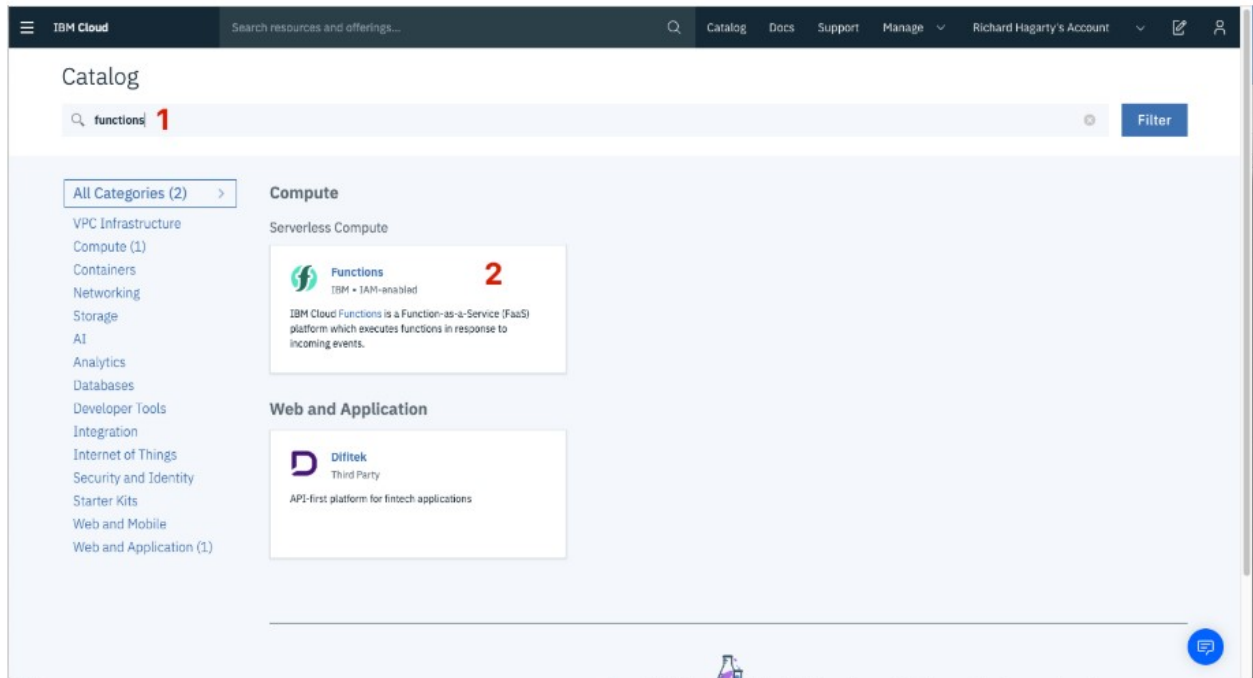 IBM Cloud
Search resources and offerings...
Catalog
Docs
Support
Manage
Richard Hagarty's Account
Catalog
functions
1
Filter
All Categories (2)
VPC Infrastructure
Compute (1)
Containers
Networking
Storage
AI
Analytics
Databases
Developer Tools
Integration
Internet of Things
Security and Identity
Starter Kits
Web and Mobile
Web and Application (1)
Compute
Serverless Compute
Functions
2
IBM • IAM-enabled
IBM Cloud Functions is a Function-as-a-Service (FaaS)
platform which executes functions in response to
incoming events.
Web and Application
Difitek
Third Party
API-first platform for fintech applications